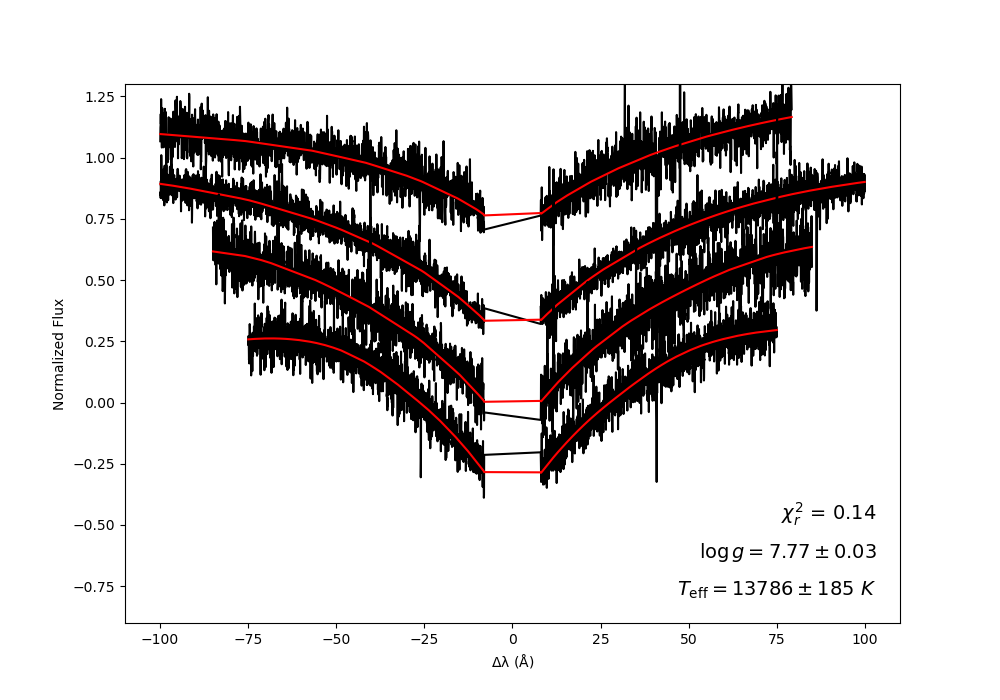 1.25
1.00
0.75
0.50
0.25
0.00
−0.25
−0.50
−0.75
Normalized Flux
χ²ᵣ = 0.14
log g = 7.77 ± 0.03
T_eff = 13786 ± 185 K
−100 −75 −50 −25 0 25 50 75 100
Δλ (Å)